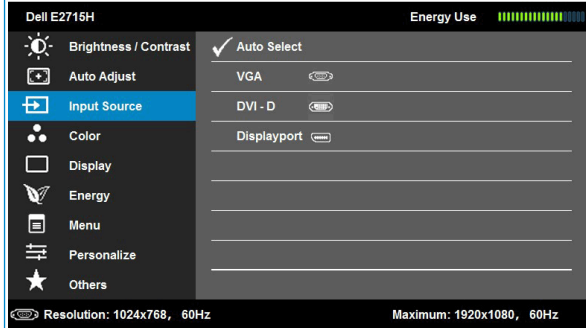 Dell E2715H Energy Use
Brightness / Contrast Auto Select
Auto Adjust VGA
Input Source DVI - D
Color Displayport
Display
Energy
Menu
Personalize
Others
Resolution: 1024x768, 60Hz Maximum: 1920x1080, 60Hz